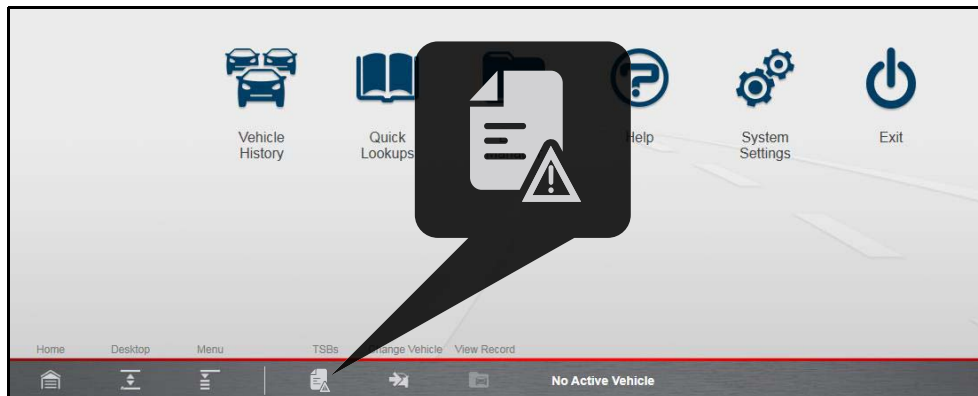 Vehicle
History
Quick
Lookups
Help
System
Settings
Exit
Home Desktop Menu TSBs Change Vehicle View Record
No Active Vehicle